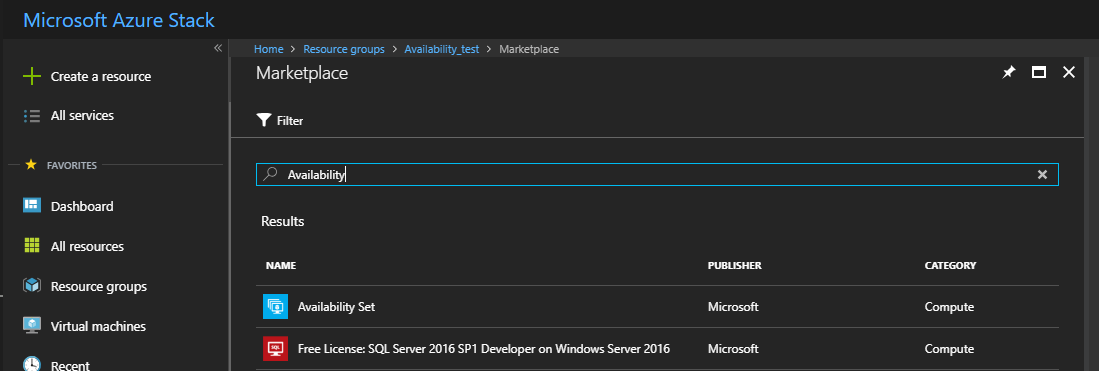 Microsoft Azure Stack
«
Home > Resource groups > Availability_test > Marketplace
Marketplace
Create a resource
All services
Filter
FAVORITES
Availability
Dashboard
Results
All resources
NAME PUBLISHER CATEGORY
Resource groups
Availability Set Microsoft Compute
Virtual machines
SQL Free License: SQL Server 2016 SP1 Developer on Windows Server 2016 Microsoft Compute
Recent